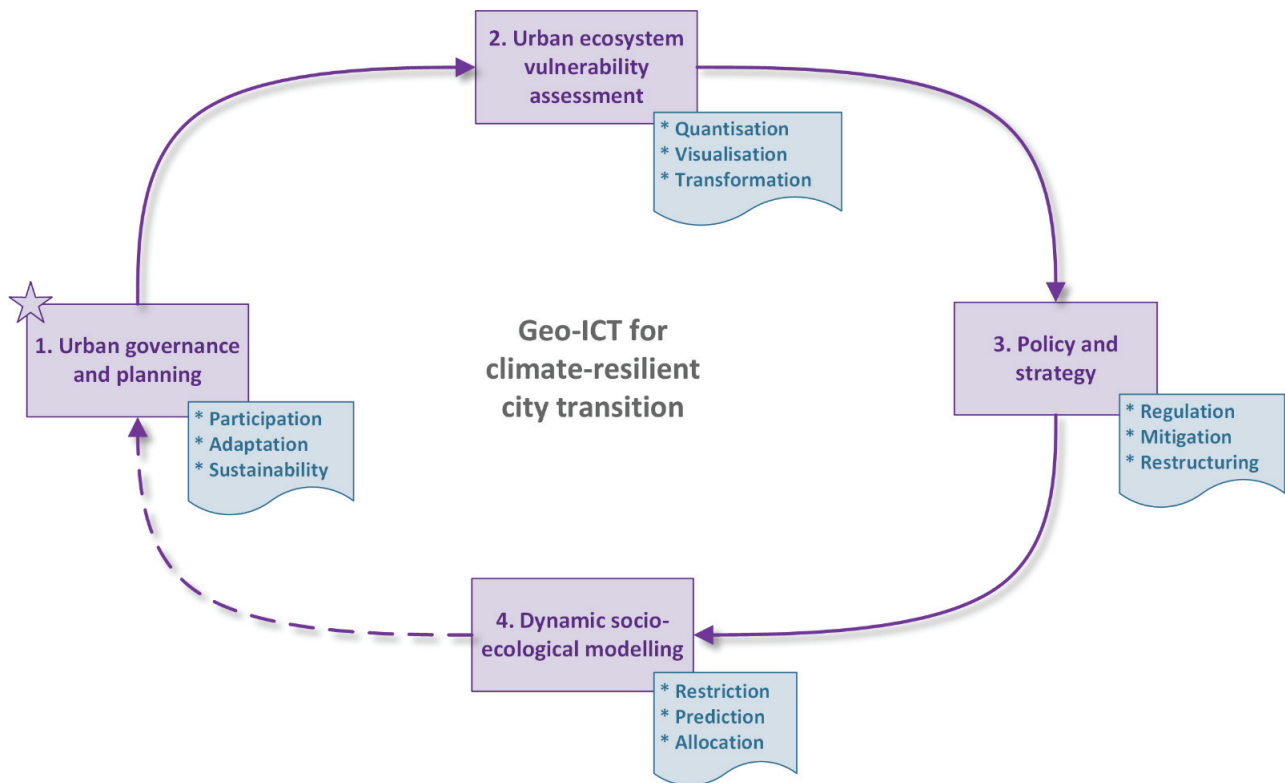 2. Urban ecosystem
vulnerability
assessment
* Quantisation
* Visualisation
* Transformation
1. Urban governance
and planning
* Participation
* Adaptation
* Sustainability
Geo-ICT for
climate-resilient
city transition
3. Policy and
strategy
* Regulation
* Mitigation
* Restructuring
4. Dynamic socio-
ecological modelling
* Restriction
* Prediction
* Allocation